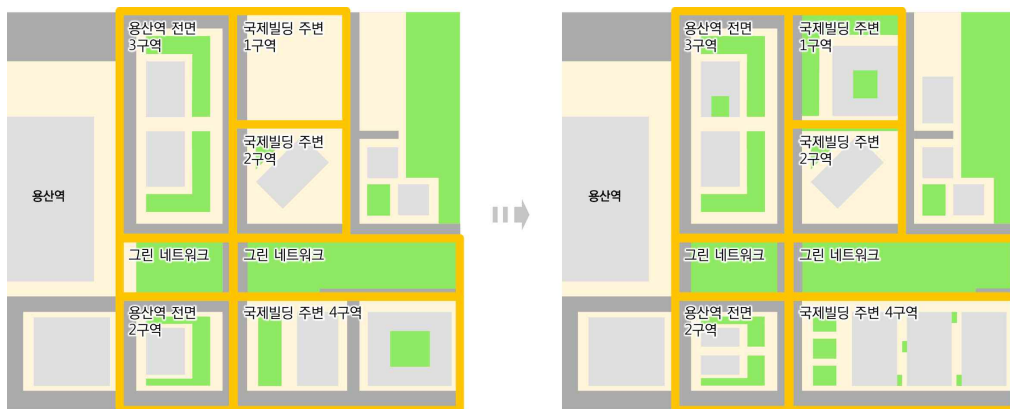 용산역 전면
3구역
국제빌딩 주변
1구역
국제빌딩 주변
2구역
용산역
그린 네트워크
그린 네트워크
용산역 전면
2구역
국제빌딩 주변 4구역
용산역 전면
3구역
국제빌딩 주변
1구역
국제빌딩 주변
2구역
용산역
그린 네트워크
그린 네트워크
용산역 전면
2구역
국제빌딩 주변 4구역